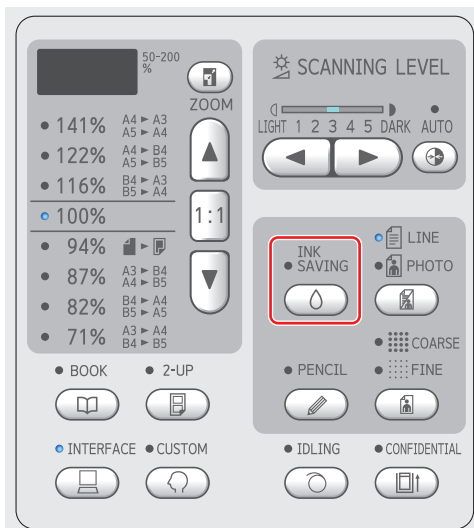 50-200
%
ZOOM
141% A4 ► A3
A5 ► A4
122% A4 ► B4
A5 ► B5
116% B4 ► A3
B5 ► A4
100%
94%
87% A3 ► B4
A4 ► B5
82% B4 ► A4
B5 ► A5
71% A3 ► A4
B4 ► B5
1:1
BOOK 2-UP
INTERFACE CUSTOM
SCANNING LEVEL
LIGHT 1 2 3 4 5 DARK AUTO
INK
SAVING
LINE
PHOTO
COARSE
PENCIL FINE
IDLING CONFIDENTIAL